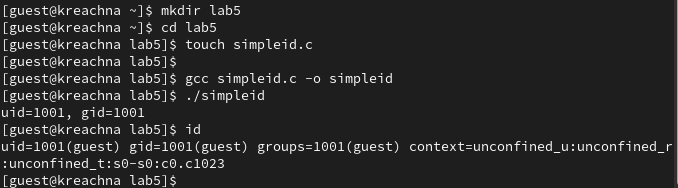 [guest@kreachna ~]$ mkdir lab5
[guest@kreachna ~]$ cd lab5
[guest@kreachna lab5]$ touch simpleid.c
[guest@kreachna lab5]$
[guest@kreachna lab5]$ gcc simpleid.c -o simpleid
[guest@kreachna lab5]$ ./simpleid
uid=1001, gid=1001
[guest@kreachna lab5]$ id
uid=1001(guest) gid=1001(guest) groups=1001(guest) context=unconfined_u:unconfined_r
:unconfined_t:s0-s0:c0.c1023
[guest@kreachna lab5]$